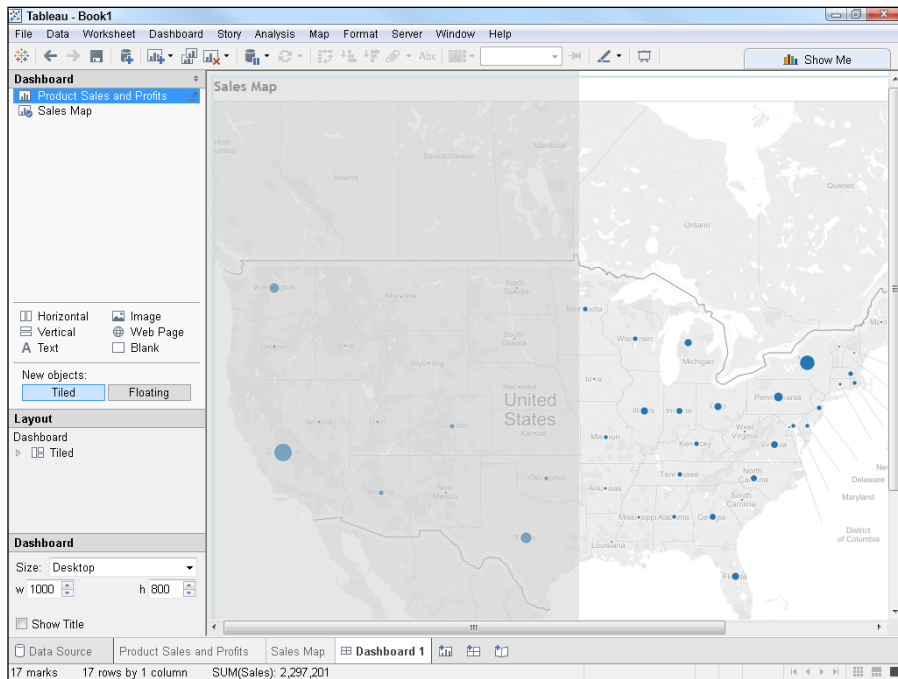 Tableau - Book1
File Data Worksheet Dashboard Story Analysis Map Format Server Window Help
Abc
Show Me
Dashboard
Product Sales and Profits
Sales Map
Horizontal Image
Vertical Web Page
A Text Blank
New objects:
Tiled Floating
Layout
Dashboard
Tiled
Dashboard
Size: Desktop
w 1000 h 800
Show Title
Sales Map
Manitoba
Saskatchewan
Alberta
Quebec
Ontario
Washington
North Dakota
Minnesota
Montana
Wisconsin
South Dakota
Michigan
Wyoming
Iowa
Nebraska
Pennsylvania
United States
Illinois
Indiana
Nevada
Colorado
Kansas
Missouri
West Virginia
Virginia
Kentucky
Oklahoma
Tennessee
North Carolina
Delaware
Arizona
New Mexico
Arkansas
Maryland
South Carolina
Mississippi Alabama Georgia
District of Columbia
Texas
Louisiana
Florida
Data Source Product Sales and Profits Sales Map Dashboard 1
17 marks 17 rows by 1 column SUM(Sales): 2,297,201